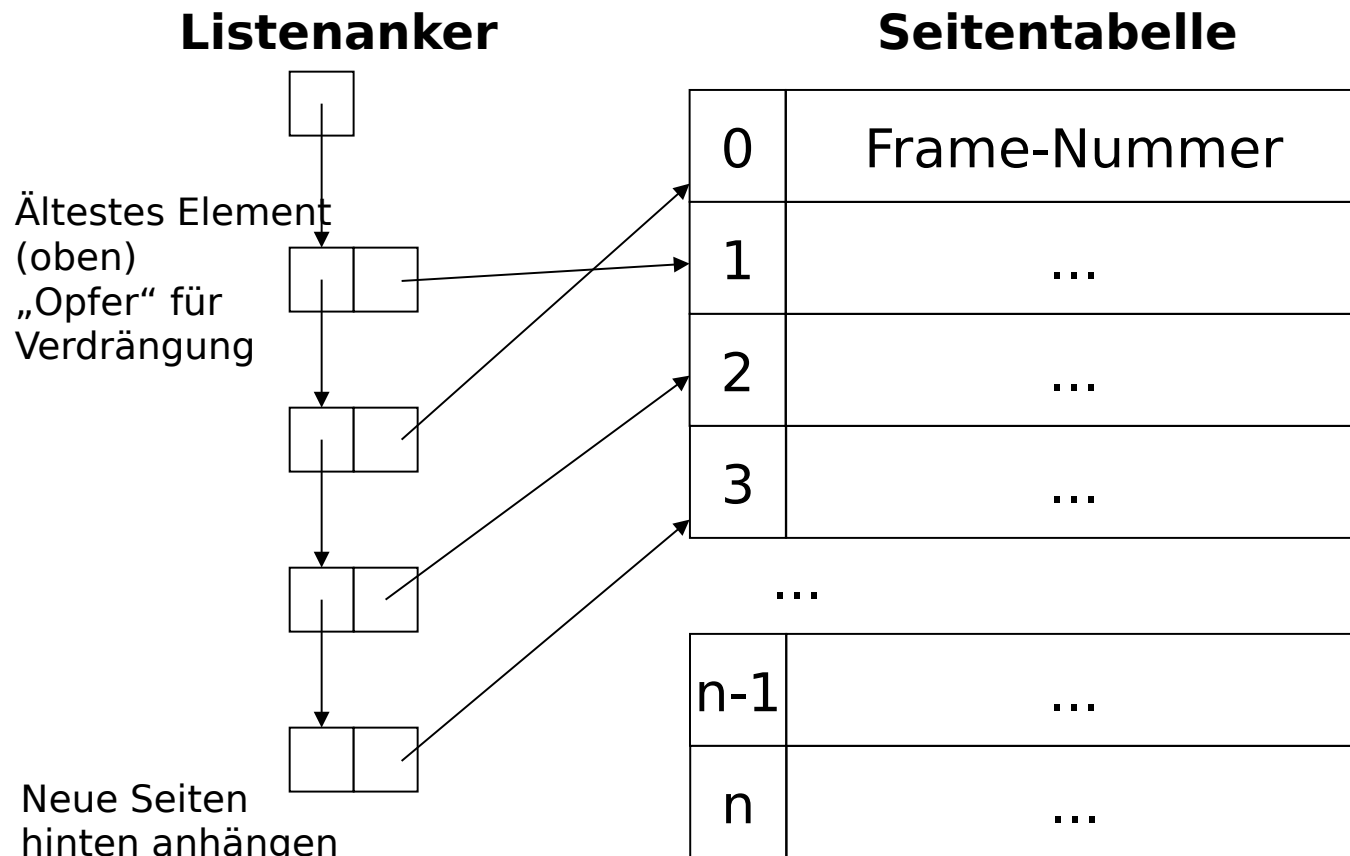 Listenanker
Seitentabelle
0 Frame-Nummer
Ältestes Element
(oben)
„Opfer“ für
Verdrängung
1 ...
2 ...
3 ...
...
n-1 ...
n ...
Neue Seiten
hinten anhängen